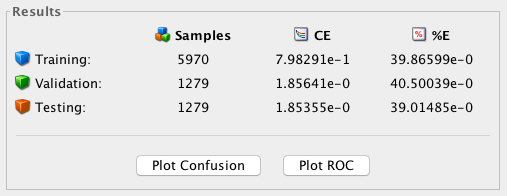 Results
Samples CE %E
Training: 5970 7.98291e-1 39.86599e-0
Validation: 1279 1.85641e-0 40.50039e-0
Testing: 1279 1.85355e-0 39.01485e-0
Plot Confusion Plot ROC